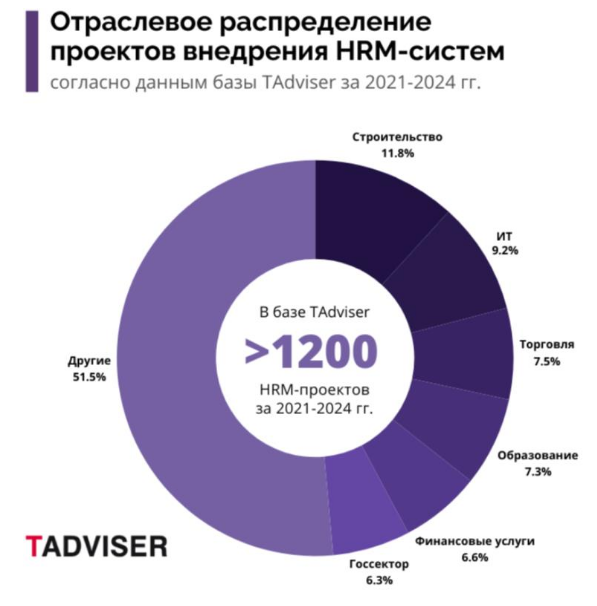 Отраслевое распределение
проектов внедрения HRM-систем
согласно данным базы TAdviser за 2021-2024 гг.
Строительство
11.8%
ИТ
9.2%
Торговля
7.5%
Образование
7.3%
Финансовые услуги
6.6%
Госсектор
6.3%
Другие
51.5%
В базе TAdviser
>1200
HRM-проектов
за 2021-2024 гг.
TADVISER